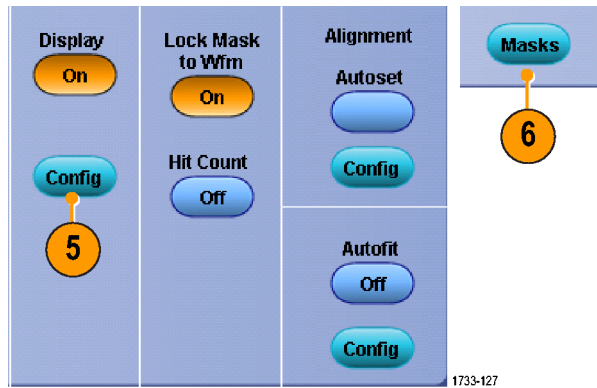 Display
On
Config
5
Lock Mask
to Wfm
On
Hit Count
Off
Alignment
Autoset
Config
Autofit
Off
Config
Masks
6
1733-127